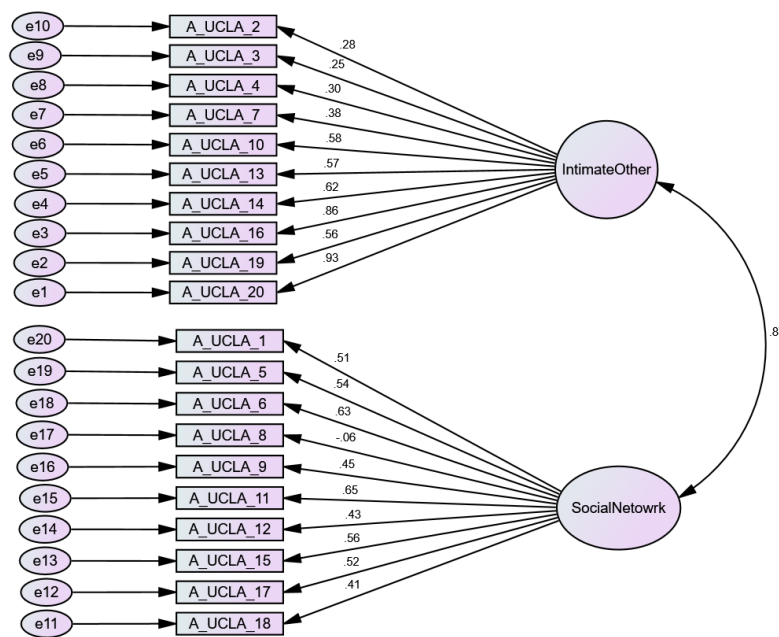 e10 A_UCLA_2
.28
e9 A_UCLA_3
.25
e8 A_UCLA_4
.30
e7 A_UCLA_7
.38
e6 A_UCLA_10
.58
e5 A_UCLA_13
.57
IntimateOther
e4 A_UCLA_14
.62
e3 A_UCLA_16
.86
e2 A_UCLA_19
.56
e1 A_UCLA_20
.93
.8
e20 A_UCLA_1
.51
e19 A_UCLA_5
.54
e18 A_UCLA_6
.63
e17 A_UCLA_8
-.06
e16 A_UCLA_9
.45
e15 A_UCLA_11
.65
SocialNetowrk
e14 A_UCLA_12
.43
e13 A_UCLA_15
.56
e12 A_UCLA_17
.52
e11 A_UCLA_18
.41